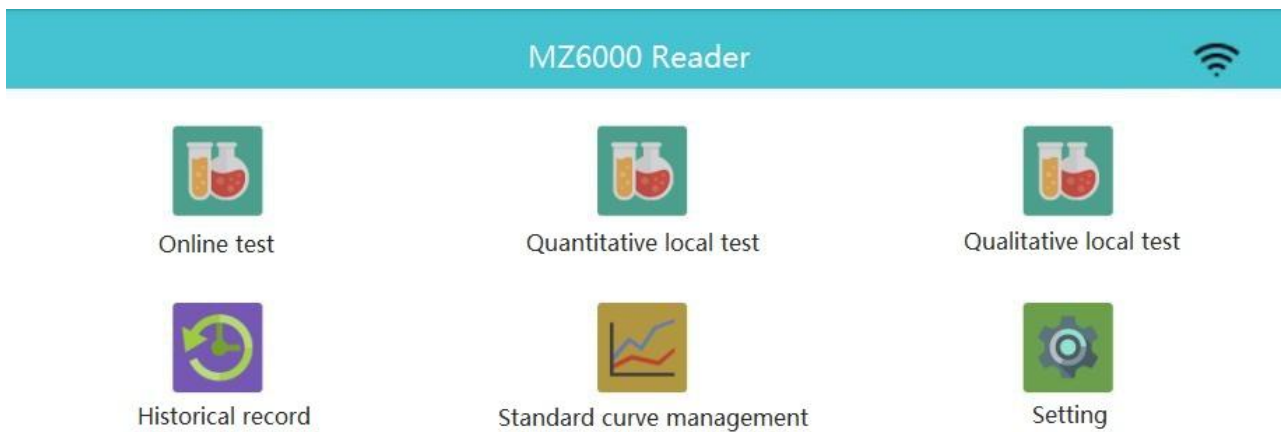 MZ6000 Reader
Online test
Quantitative local test
Qualitative local test
Historical record
Standard curve management
Setting